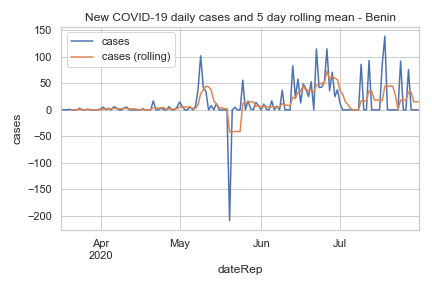 New COVID-19 daily cases and 5 day rolling mean - Benin
150
cases
cases (rolling)
100
50
0
−50
−100
−150
−200
cases
Apr
2020
May
Jun
Jul
dateRep